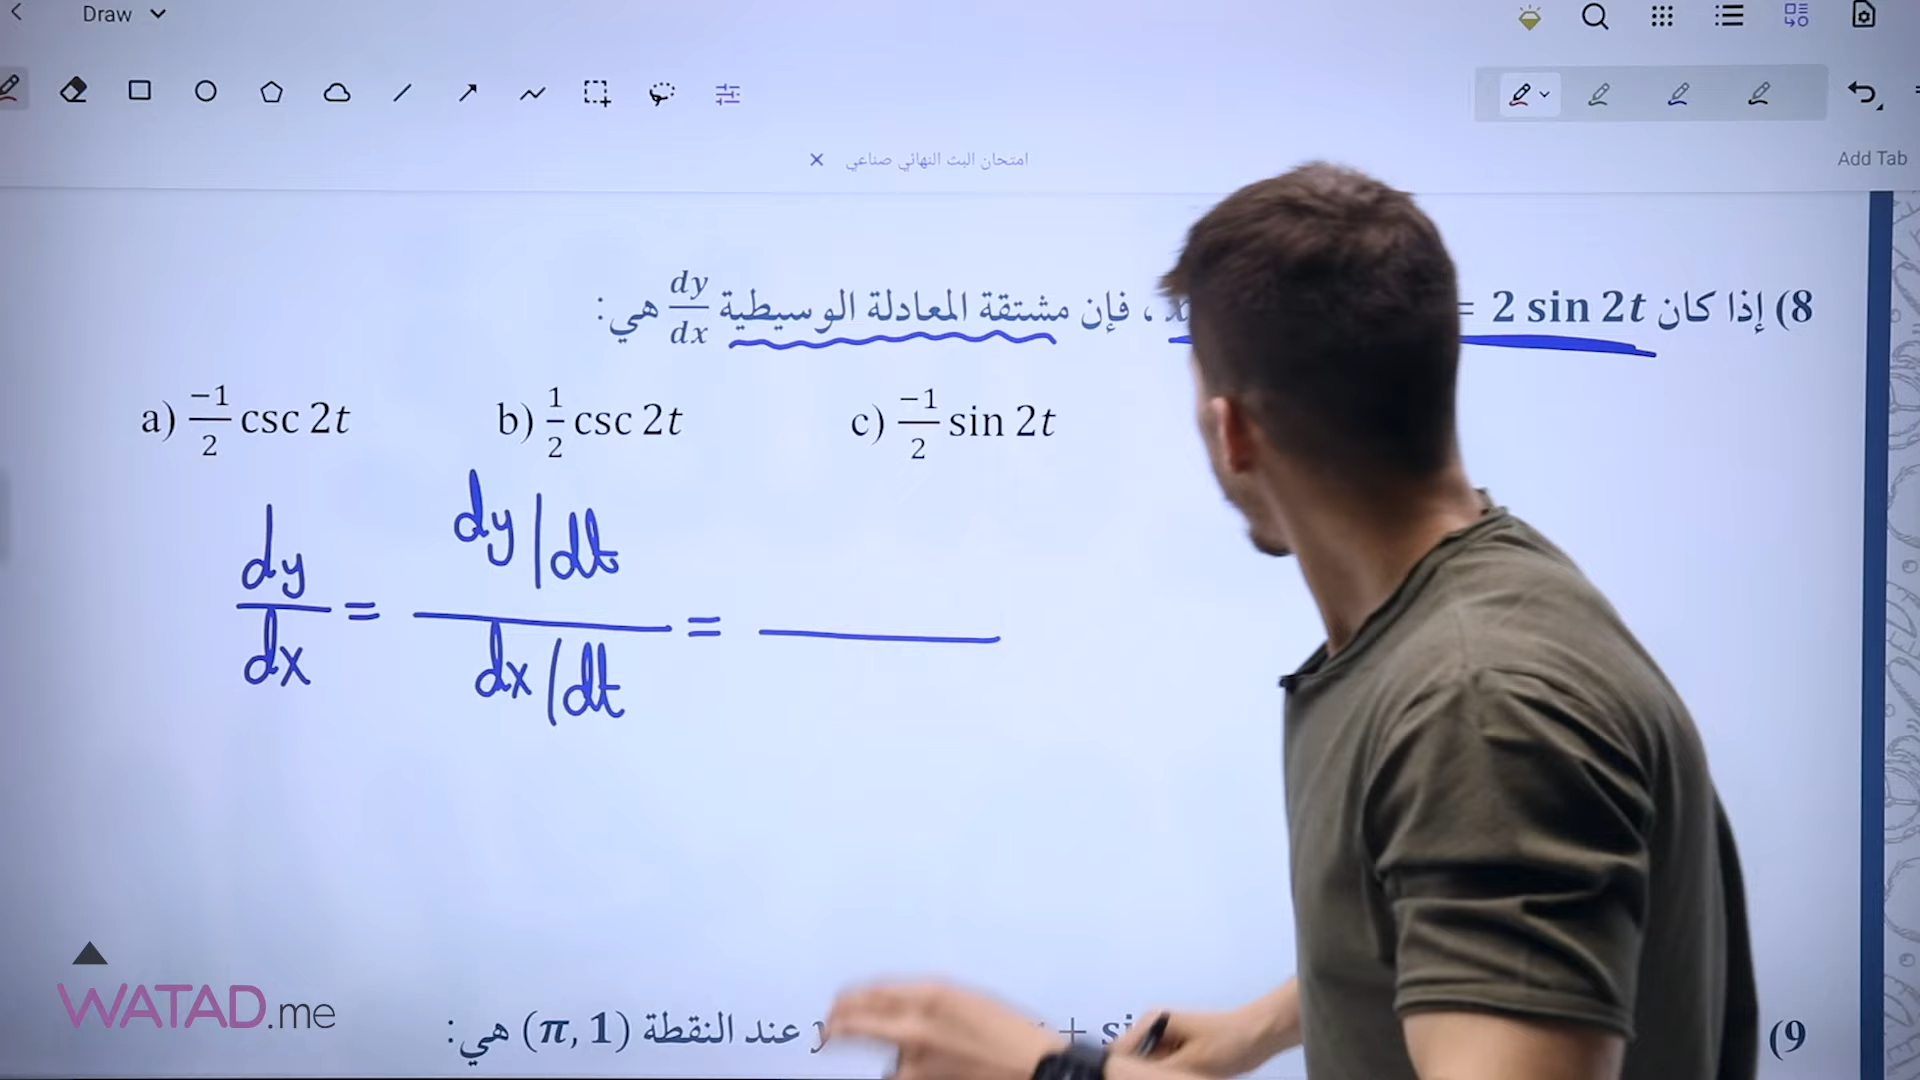 Draw
امتحان البث النهائي صناعي
Add Tab
8) إذا كان = 2 sin 2t ، فإن مشتقة المعادلة الوسيطية dy/dx هي:
a) -1/2 csc 2t b) 1/2 csc 2t c) -1/2 sin 2t
dy/dx = dy/dt / dx/dt =
9) عند النقطة (π, 1) هي:
WATAD.me